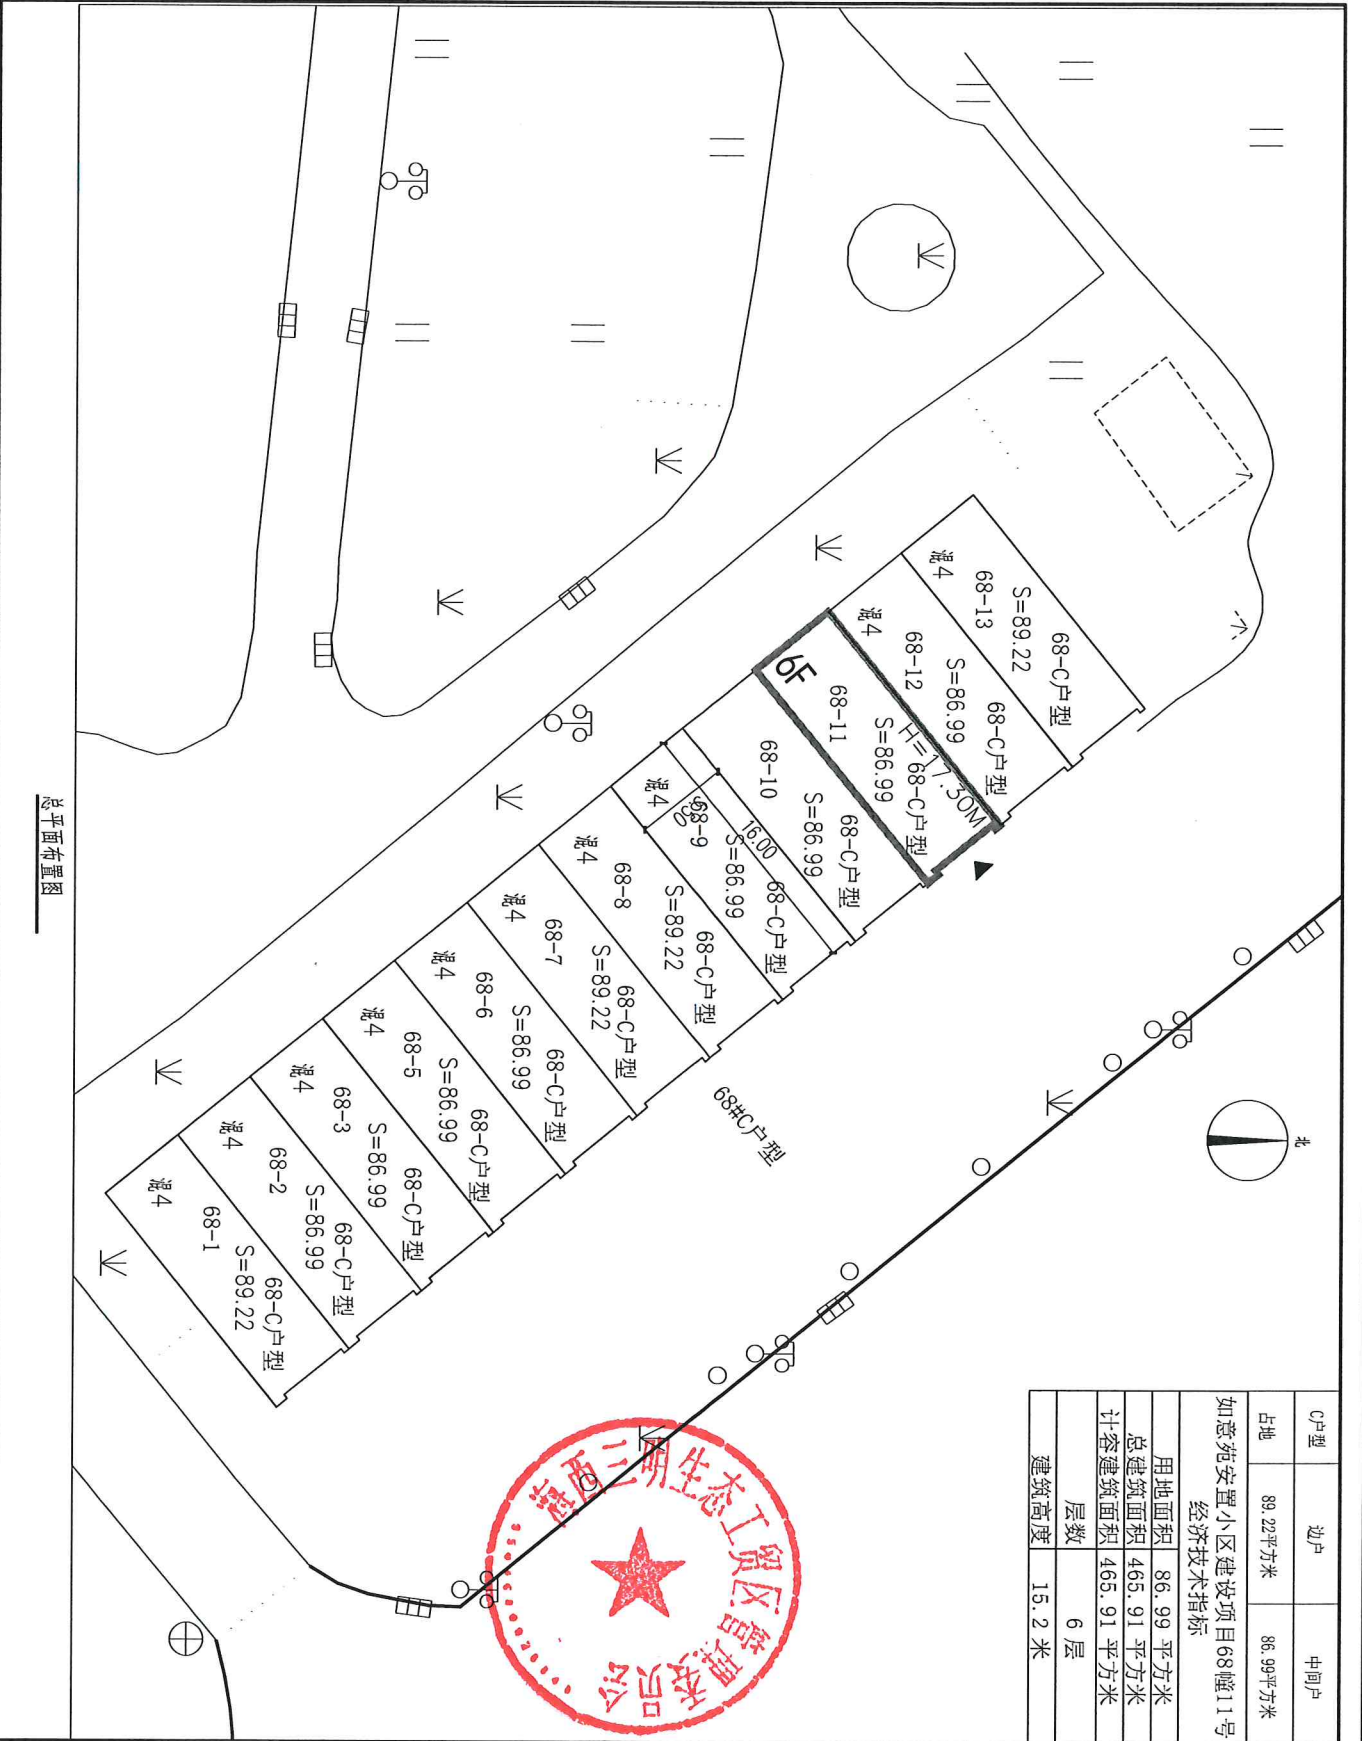 C户型 边户 中间户
占地 89.22平方米 86.99平方米
如意苑安置小区建设项目68幢11号
经济技术指标
用地面积 86.99 平方米
总建筑面积 465.91 平方米
计容建筑面积 465.91 平方米
层数 6 层
建筑高度 15.2 米
北
68-C户型
S=89.22
68-13
混4
68-C户型
S=86.99
68-12
混4
H=17.30M
68-C户型
S=86.99
68-11
6F
68-C户型
S=86.99
68-10
16.00
68-C户型
S=86.99
68-9
混4
68-C户型
S=89.22
68-8
混4
68-C户型
S=89.22
68-7
混4
68-C户型
S=86.99
68-6
混4
68-C户型
S=86.99
68-5
混4
68-C户型
S=86.99
68-3
混4
68-C户型
S=86.99
68-2
混4
68-C户型
S=89.22
68-1
混4
68#C户型
海西三明生态工贸区管理委员会
总平面布置图